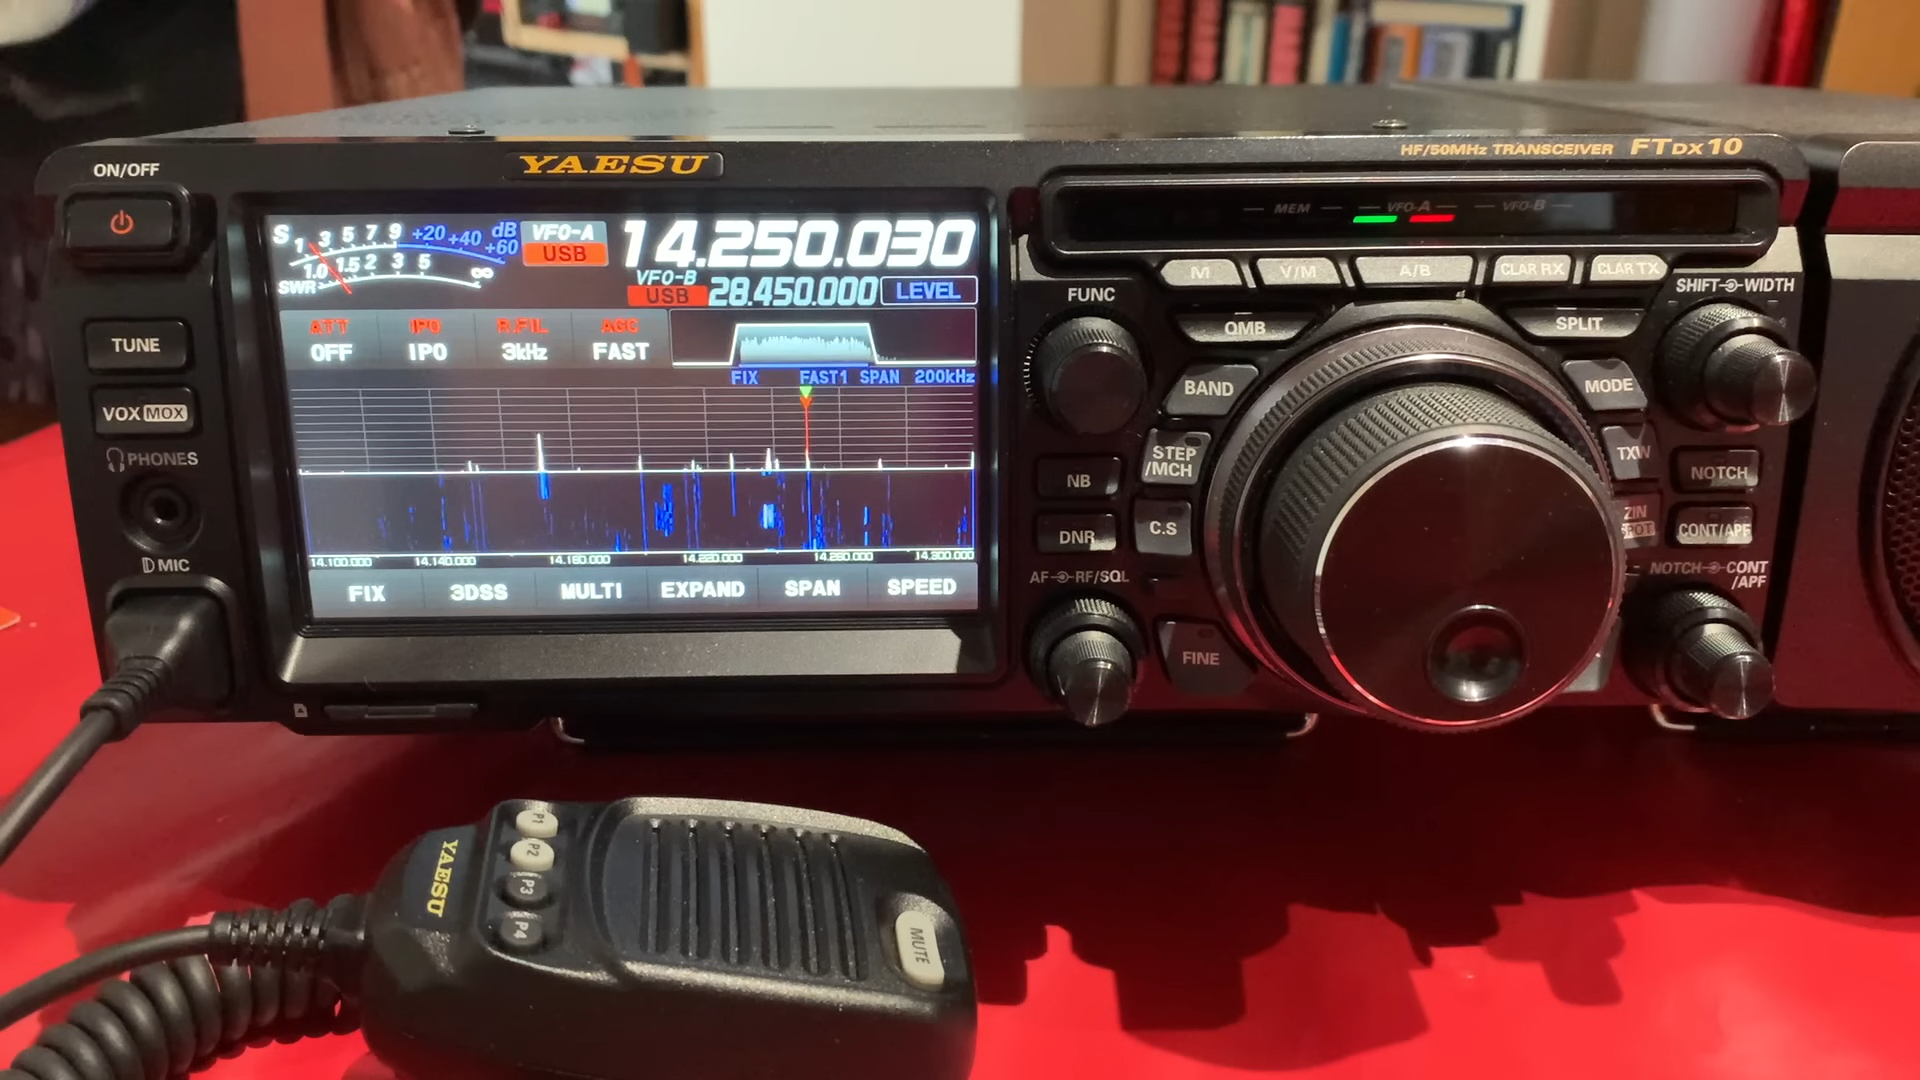 ON/OFF
YAESU
HF/50MHz TRANSCEIVER FTDX10
MEM VFO-A VFO-B
S 1 3 5 7 9 +20 +40 +60 dB
1.0 1.5 2 3 5 ∞
SWR
VFO-A
USB
14.250.030
VFO-B
USB
28.450.000
LEVEL
ATT IPO R.FIL AGC
OFF IPO 3kHz FAST
FIX FAST1 SPAN 200kHz
14.100.000 14.140.000 14.180.000 14.220.000 14.260.000 14.300.000
FIX 3DSS MULTI EXPAND SPAN SPEED
TUNE
VOX MOX
PHONES
MIC
M V/M A/B CLAR RX CLAR TX
FUNC
QMB SPLIT
SHIFT WIDTH
BAND MODE
STEP
/MCH
TXW
NB NOTCH
C.S
ZIN
DNR CONT/APF
AF RF/SQL
NOTCH CONT
/APF
FINE
YAESU
P1
P2
P3
P4
MUTE